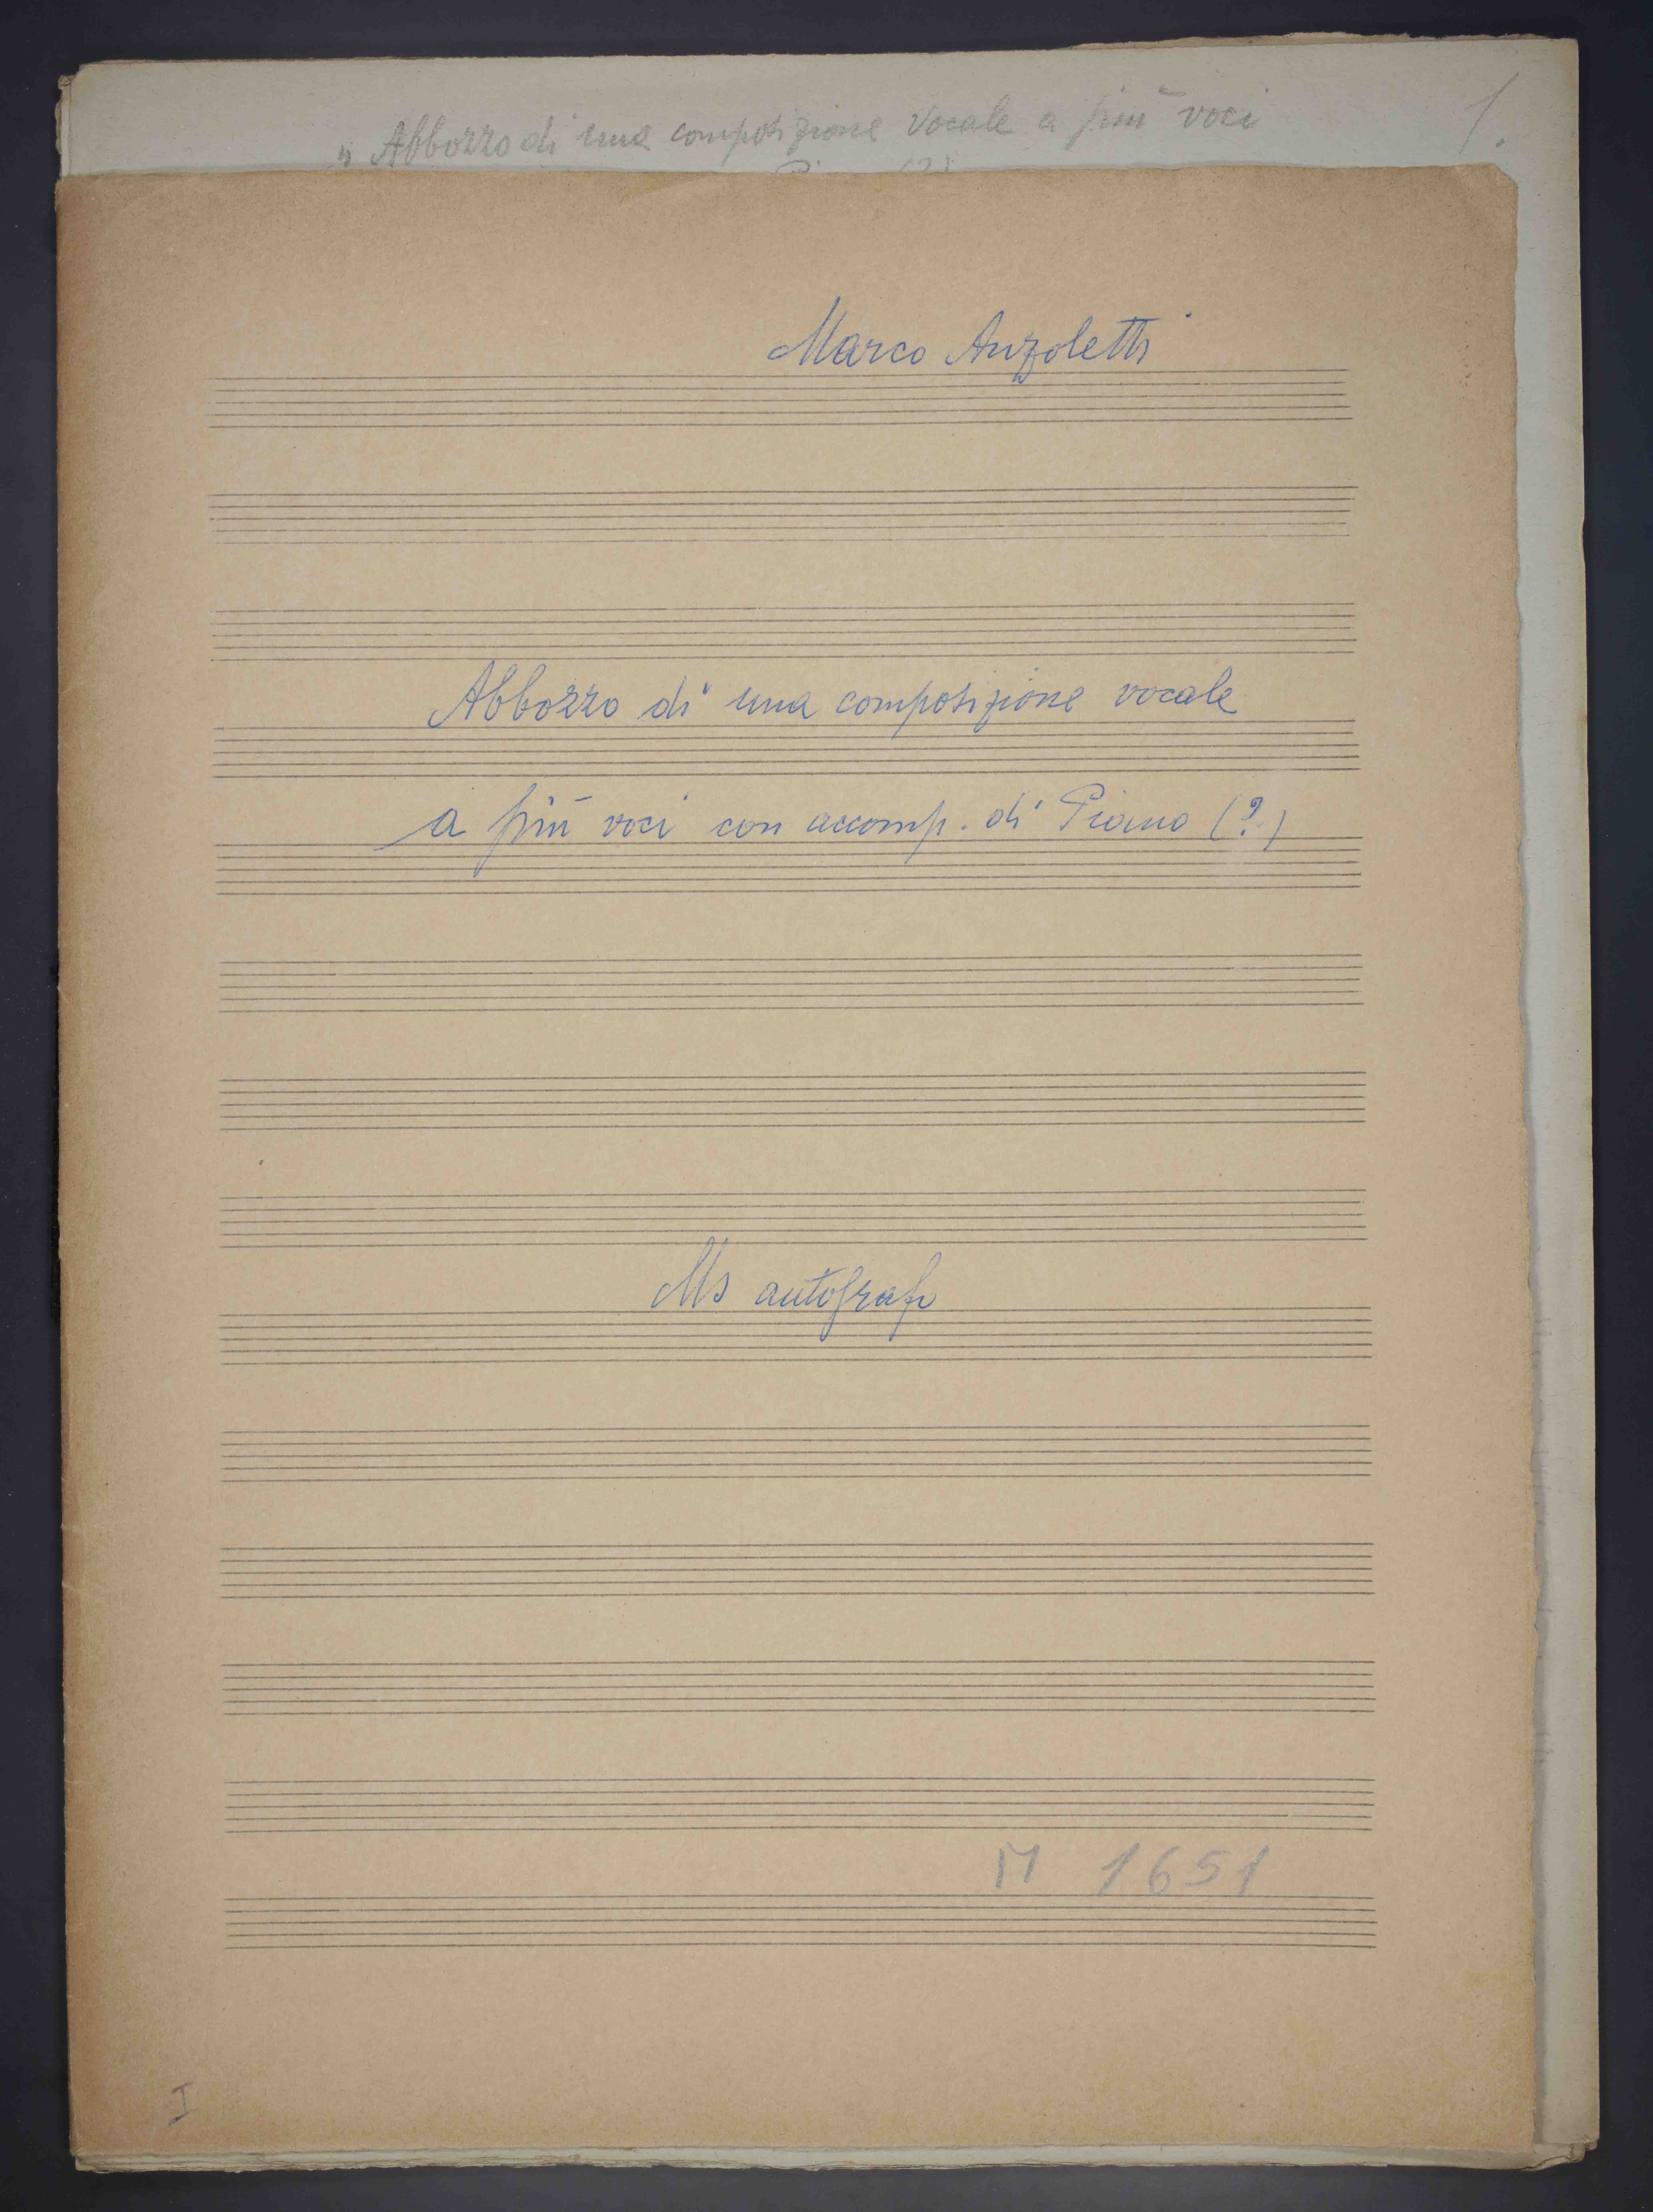 " Abbozzo di una composizione vocale a più voci
1.
Marco Anzoletti
Abbozzo di una composizione vocale
a più voci con accomp. di Piano (?)
Ms autografo
M 1651
I